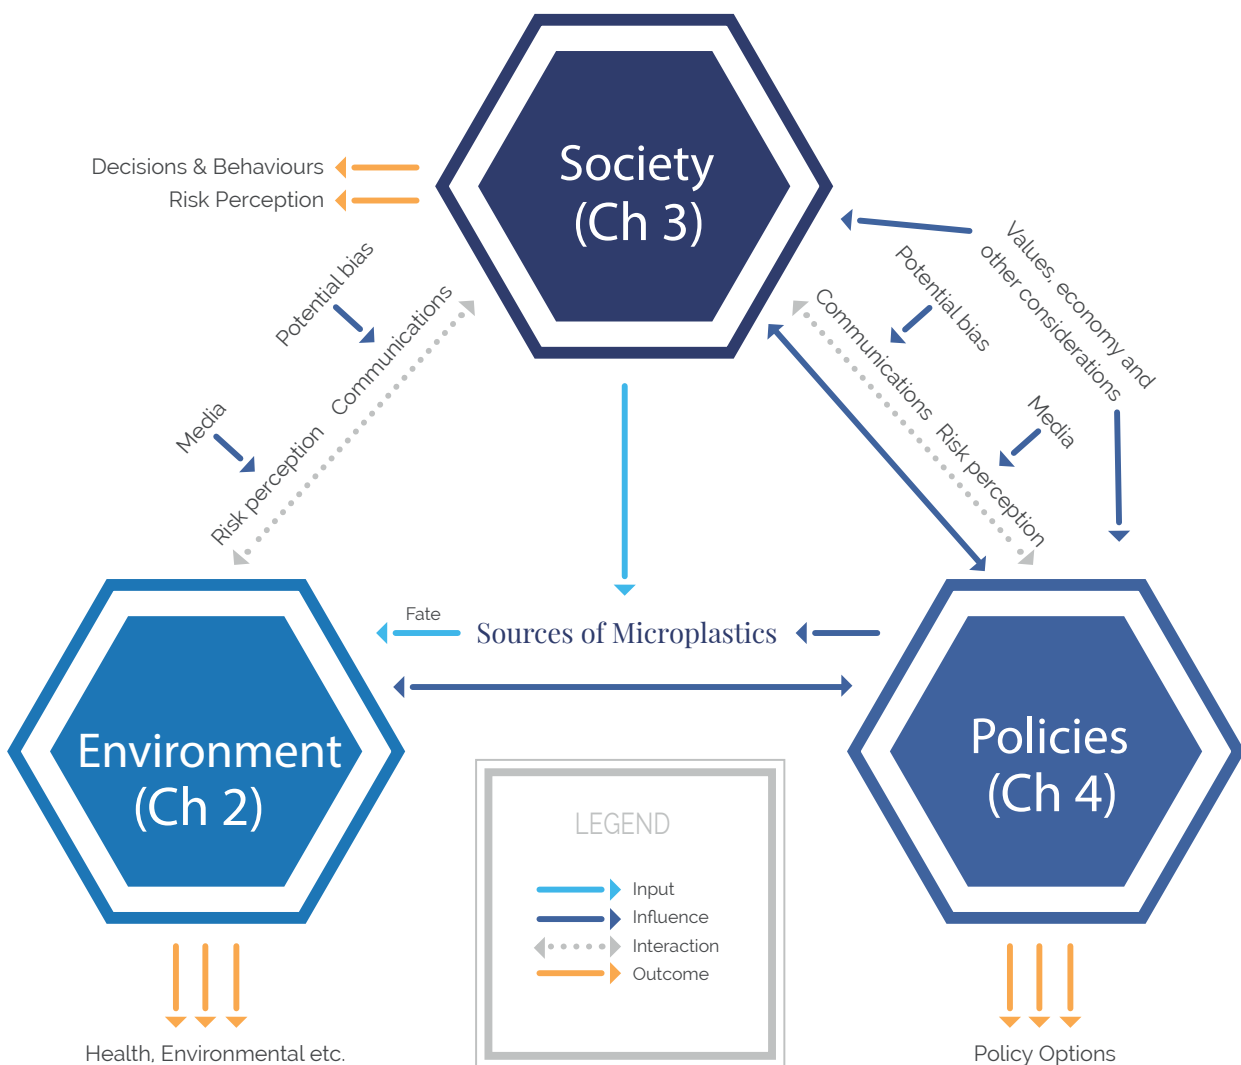 Society
(Ch 3)
Decisions & Behaviours
Risk Perception
Potential bias
Communications
Media
Risk perception
Values, economy and
other considerations
Potential bias
Communications
Media
Risk perception
Fate
Sources of Microplastics
Environment
(Ch 2)
Policies
(Ch 4)
LEGEND
Input
Influence
Interaction
Outcome
Health, Environmental etc.
Policy Options